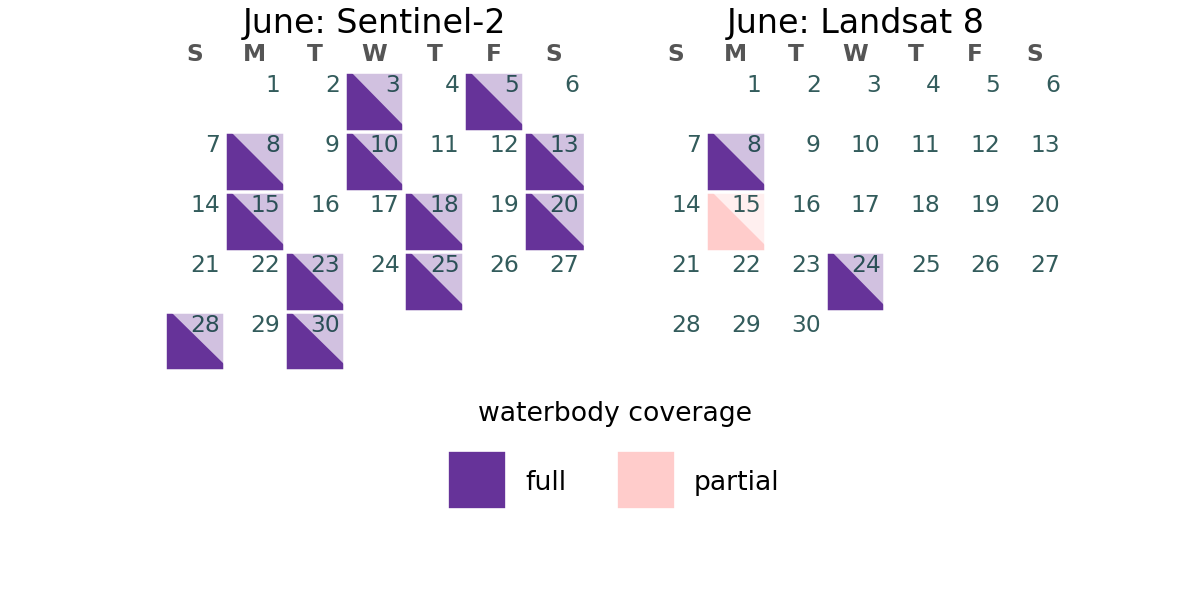 June: Sentinel-2
S M T W T F S
1 2 3 4 5 6
7 8 9 10 11 12 13
14 15 16 17 18 19 20
21 22 23 24 25 26 27
28 29 30
June: Landsat 8
S M T W T F S
1 2 3 4 5 6
7 8 9 10 11 12 13
14 15 16 17 18 19 20
21 22 23 24 25 26 27
28 29 30
waterbody coverage
full partial